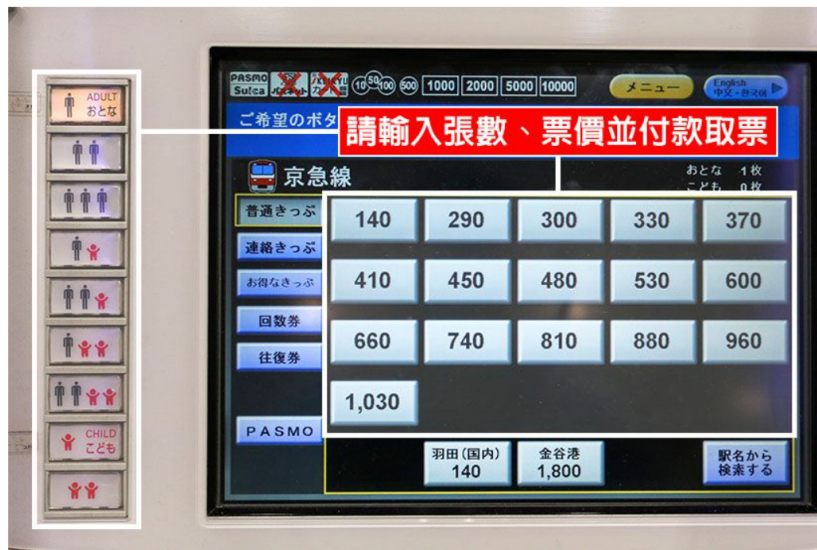 ADULT
おとな
CHILD
こども
PASMO
Suica
10 50 100 500 1000 2000 5000 10000
メニュー
English
中文・한국어
ご希望のボタ
請輸入張數、票價並付款取票
京急線
おとな 1枚
こども 0枚
普通きっぷ
連絡きっぷ
お得なきっぷ
回数券
往復券
PASMO
140 290 300 330 370
410 450 480 530 600
660 740 810 880 960
1,030
羽田(国内)
140
金谷港
1,800
駅名から
検索する